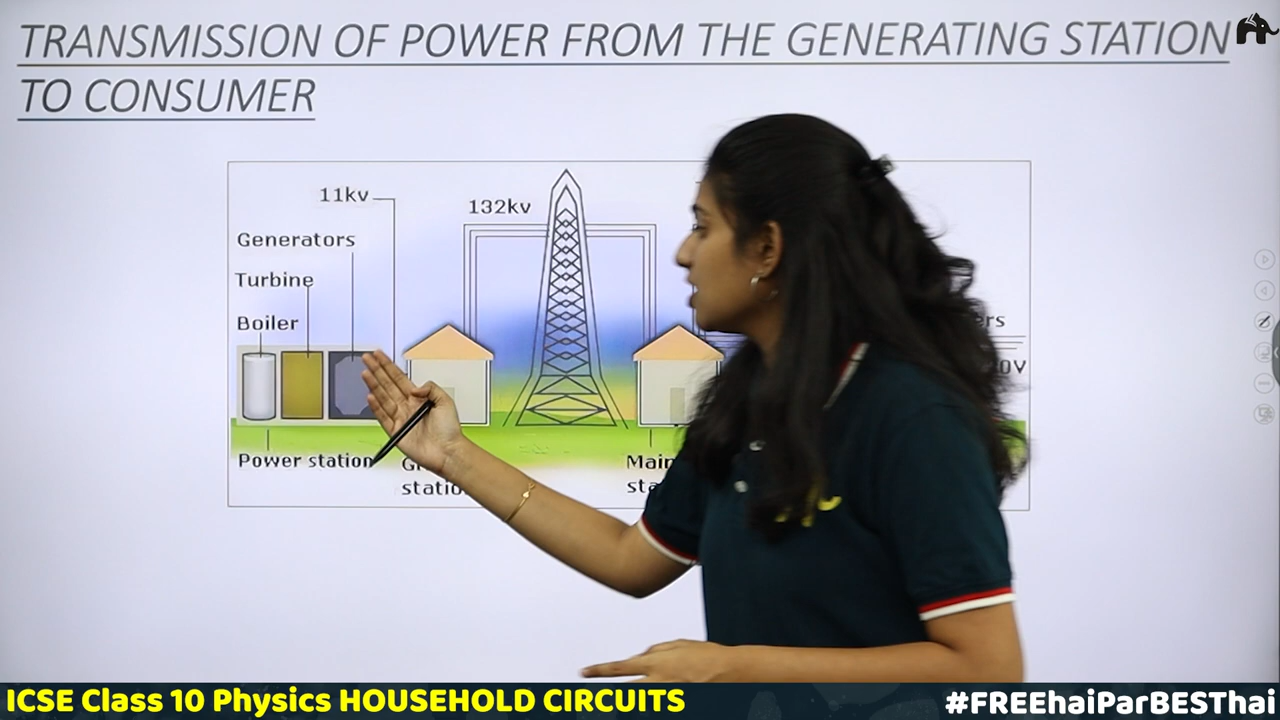 TRANSMISSION OF POWER FROM THE GENERATING STATION
TO CONSUMER
11kv
132kv
Generators
Turbine
Boiler
Power station
Main
ICSE Class 10 Physics HOUSEHOLD CIRCUITS
#FREEhaiParBESThai